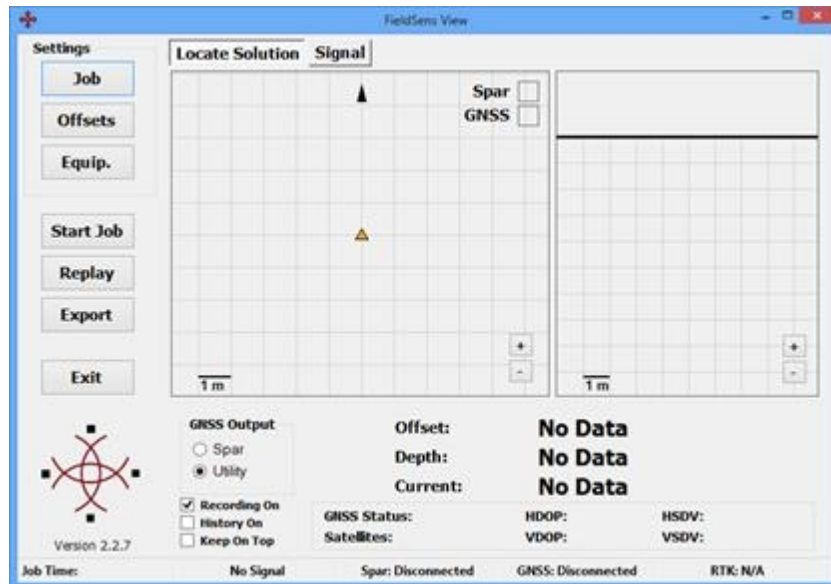 FieldSens View
Settings
Job
Offsets
Equip.
Start Job
Replay
Export
Exit
Version 2.2.7
Locate Solution Signal
Spar
GNSS
+
-
1 m
+
-
1 m
GNSS Output
Spar
Utility
Recording On
History On
Keep On Top
Offset: No Data
Depth: No Data
Current: No Data
GNSS Status: HDOP: HSDV:
Satellites: VDOP: VSDV:
Job Time: No Signal Spar: Disconnected GNSS: Disconnected RTK: N/A